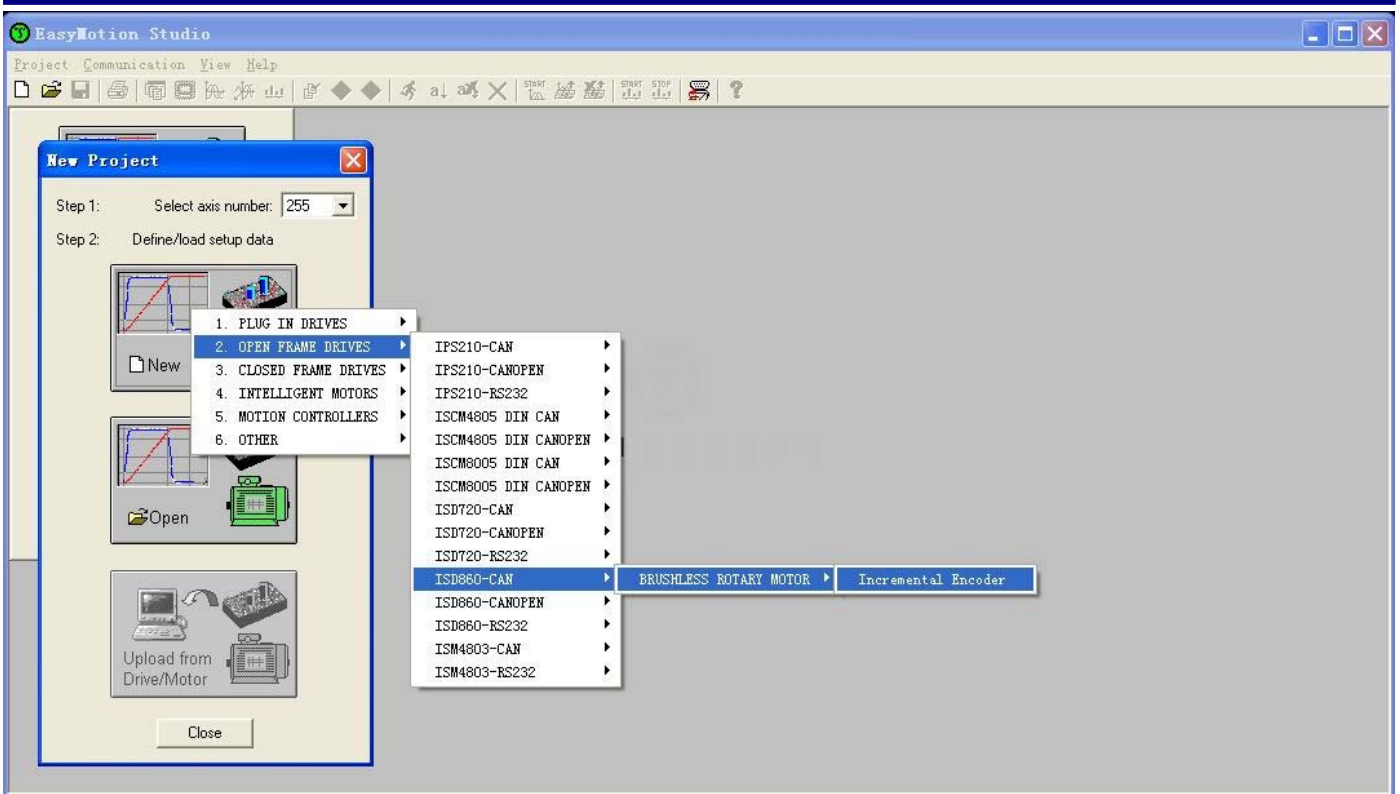 EasyMotion Studio
Project Communication View Help
START START STOP
New Project
Step 1: Select axis number: 255
Step 2: Define/load setup data
New
1. PLUG IN DRIVES
2. OPEN FRAME DRIVES
3. CLOSED FRAME DRIVES
4. INTELLIGENT MOTORS
5. MOTION CONTROLLERS
6. OTHER
IPS210-CAN
IPS210-CANOPEN
IPS210-RS232
ISCM4805 DIN CAN
ISCM4805 DIN CANOPEN
ISCM8005 DIN CAN
ISCM8005 DIN CANOPEN
ISD720-CAN
ISD720-CANOPEN
ISD720-RS232
ISD860-CAN
ISD860-CANOPEN
ISD860-RS232
ISM4803-CAN
ISM4803-RS232
BRUSHLESS ROTARY MOTOR
Incremental Encoder
Open
Upload from
Drive/Motor
Close